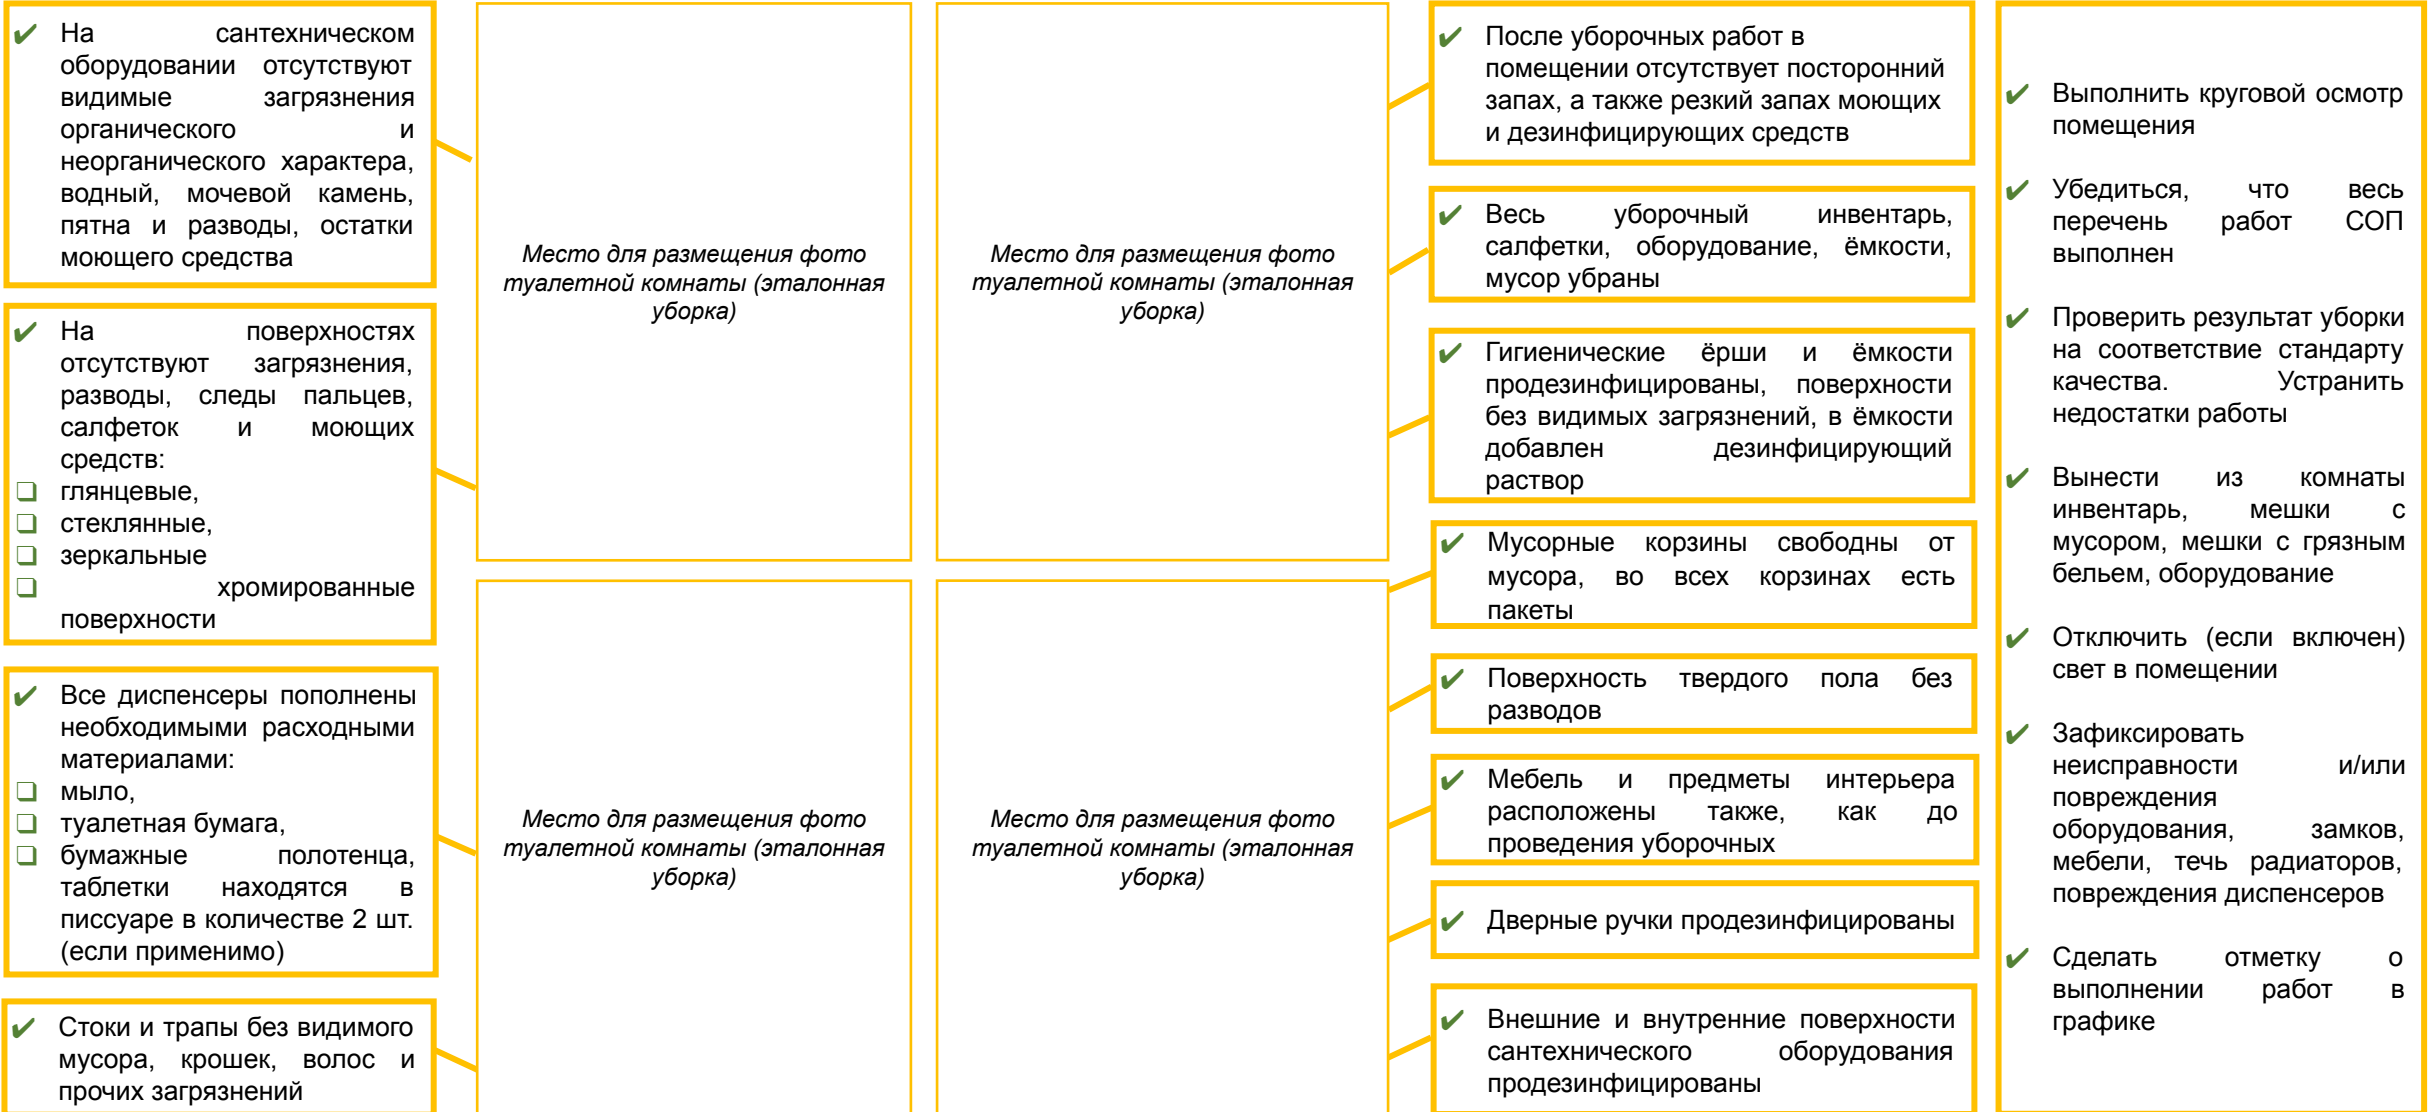 На сантехническом
оборудовании отсутствуют
видимые загрязнения
органического и
неорганического характера,
водный, мочевой камень,
пятна и разводы, остатки
моющего средства
На поверхностях
отсутствуют загрязнения,
разводы, следы пальцев,
салфеток и моющих
средств:
глянцевые,
стеклянные,
зеркальные
хромированные
поверхности
Все диспенсеры пополнены
необходимыми расходными
материалами:
мыло,
туалетная бумага,
бумажные полотенца,
таблетки находятся в
писсуаре в количестве 2 шт.
(если применимо)
Стоки и трапы без видимого
мусора, крошек, волос и
прочих загрязнений
Место для размещения фото
туалетной комнаты (эталонная
уборка)
Место для размещения фото
туалетной комнаты (эталонная
уборка)
Место для размещения фото
туалетной комнаты (эталонная
уборка)
Место для размещения фото
туалетной комнаты (эталонная
уборка)
После уборочных работ в
помещении отсутствует посторонний
запах, а также резкий запах моющих
и дезинфицирующих средств
Весь уборочный инвентарь,
салфетки, оборудование, ёмкости,
мусор убраны
Гигиенические ёрши и ёмкости
продезинфицированы, поверхности
без видимых загрязнений, в ёмкости
добавлен дезинфицирующий
раствор
Мусорные корзины свободны от
мусора, во всех корзинах есть
пакеты
Поверхность твердого пола без
разводов
Мебель и предметы интерьера
расположены также, как до
проведения уборочных
Дверные ручки продезинфицированы
Внешние и внутренние поверхности
сантехнического оборудования
продезинфицированы
Выполнить круговой осмотр
помещения
Убедиться, что весь
перечень работ СОП
выполнен
Проверить результат уборки
на соответствие стандарту
качества. Устранить
недостатки работы
Вынести из комнаты
инвентарь, мешки с
мусором, мешки с грязным
бельем, оборудование
Отключить (если включен)
свет в помещении
Зафиксировать
неисправности и/или
повреждения
оборудования, замков,
мебели, течь радиаторов,
повреждения диспенсеров
Сделать отметку о
выполнении работ в
графике